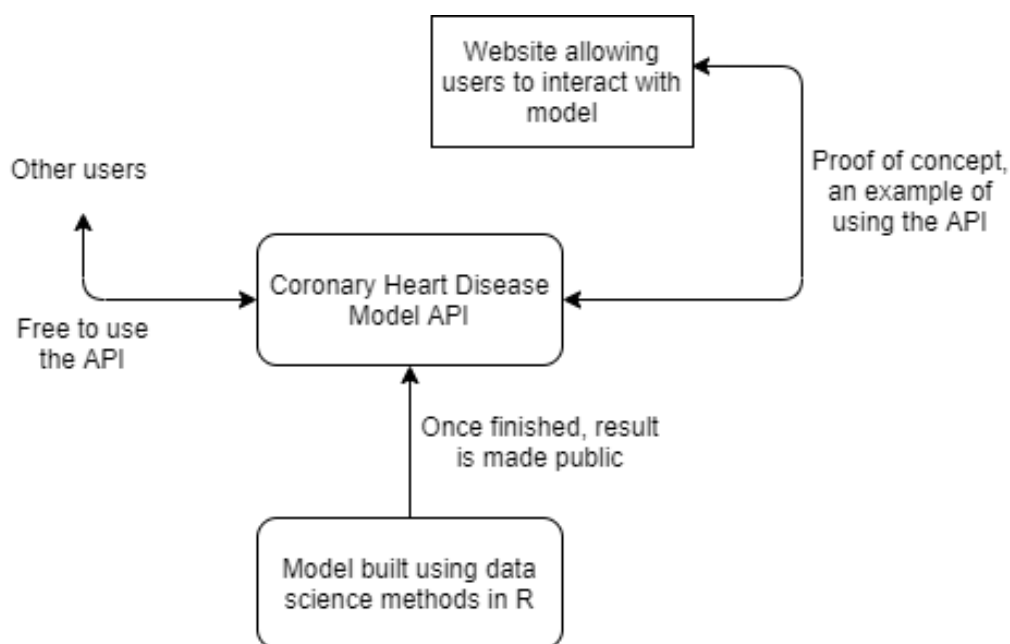 Website allowing
users to interact with
model
Other users
Proof of concept,
an example of
using the API
Coronary Heart Disease
Model API
Free to use
the API
Once finished, result
is made public
Model built using data
science methods in R